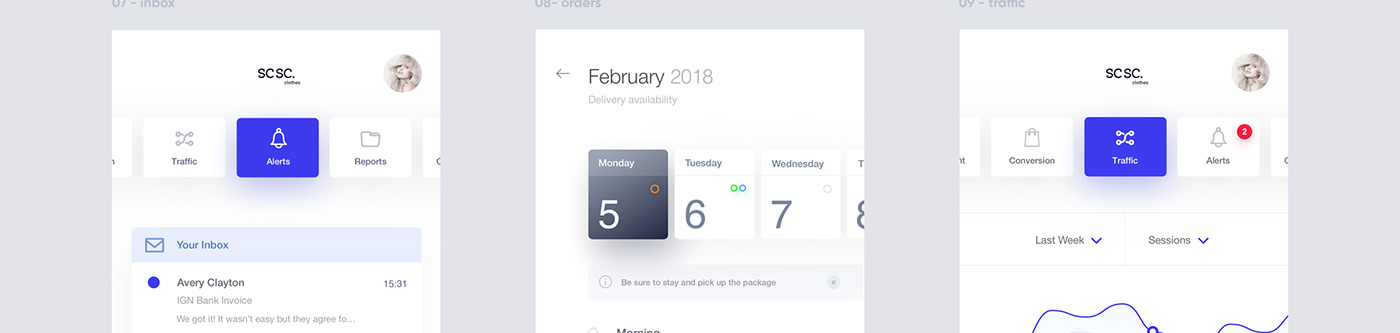 07 - inbox
SCSC.
clothes
Traffic
Alerts
Reports
Your Inbox
Avery Clayton
15:31
IGN Bank Invoice
We got it! It wasn't easy but they agree fo...
08- orders
February 2018
Delivery availability
Monday
5
Tuesday
6
Wednesday
7
T
8
Be sure to stay and pick up the package
Morning
09 - traffic
SCSC.
clothes
Conversion
Traffic
Alerts
2
Last Week
Sessions